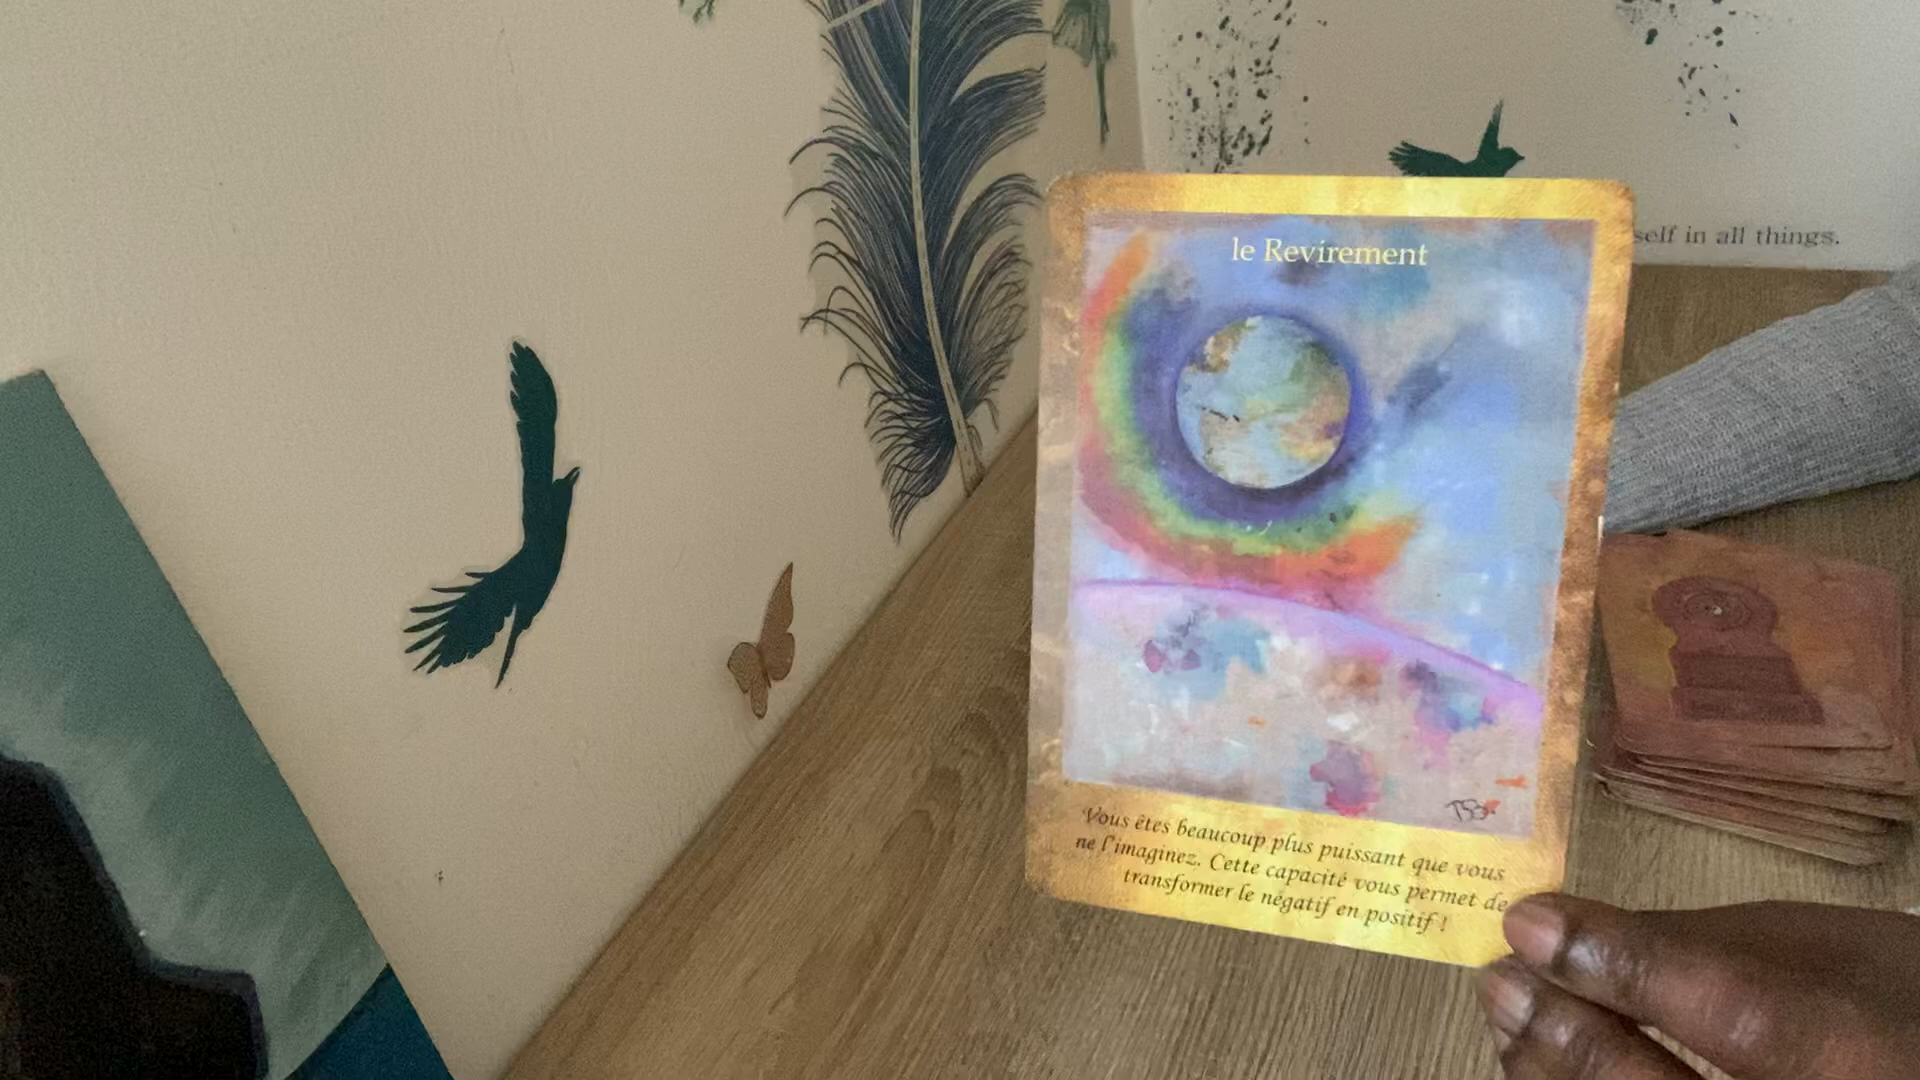 self in all things.
le Revirement
Vous êtes beaucoup plus puissant que vous
ne l'imaginez. Cette capacité vous permet de
transformer le négatif en positif !